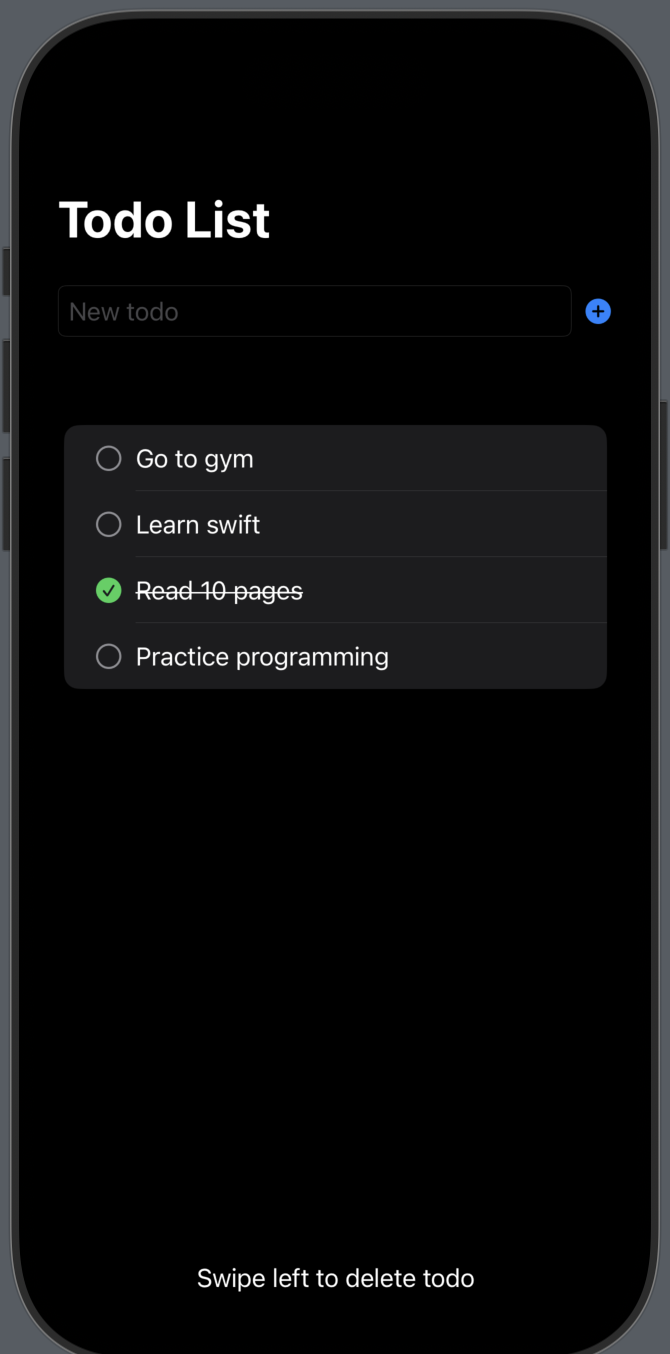 Todo List
New todo
Go to gym
Learn swift
Read 10 pages
Practice programming
Swipe left to delete todo